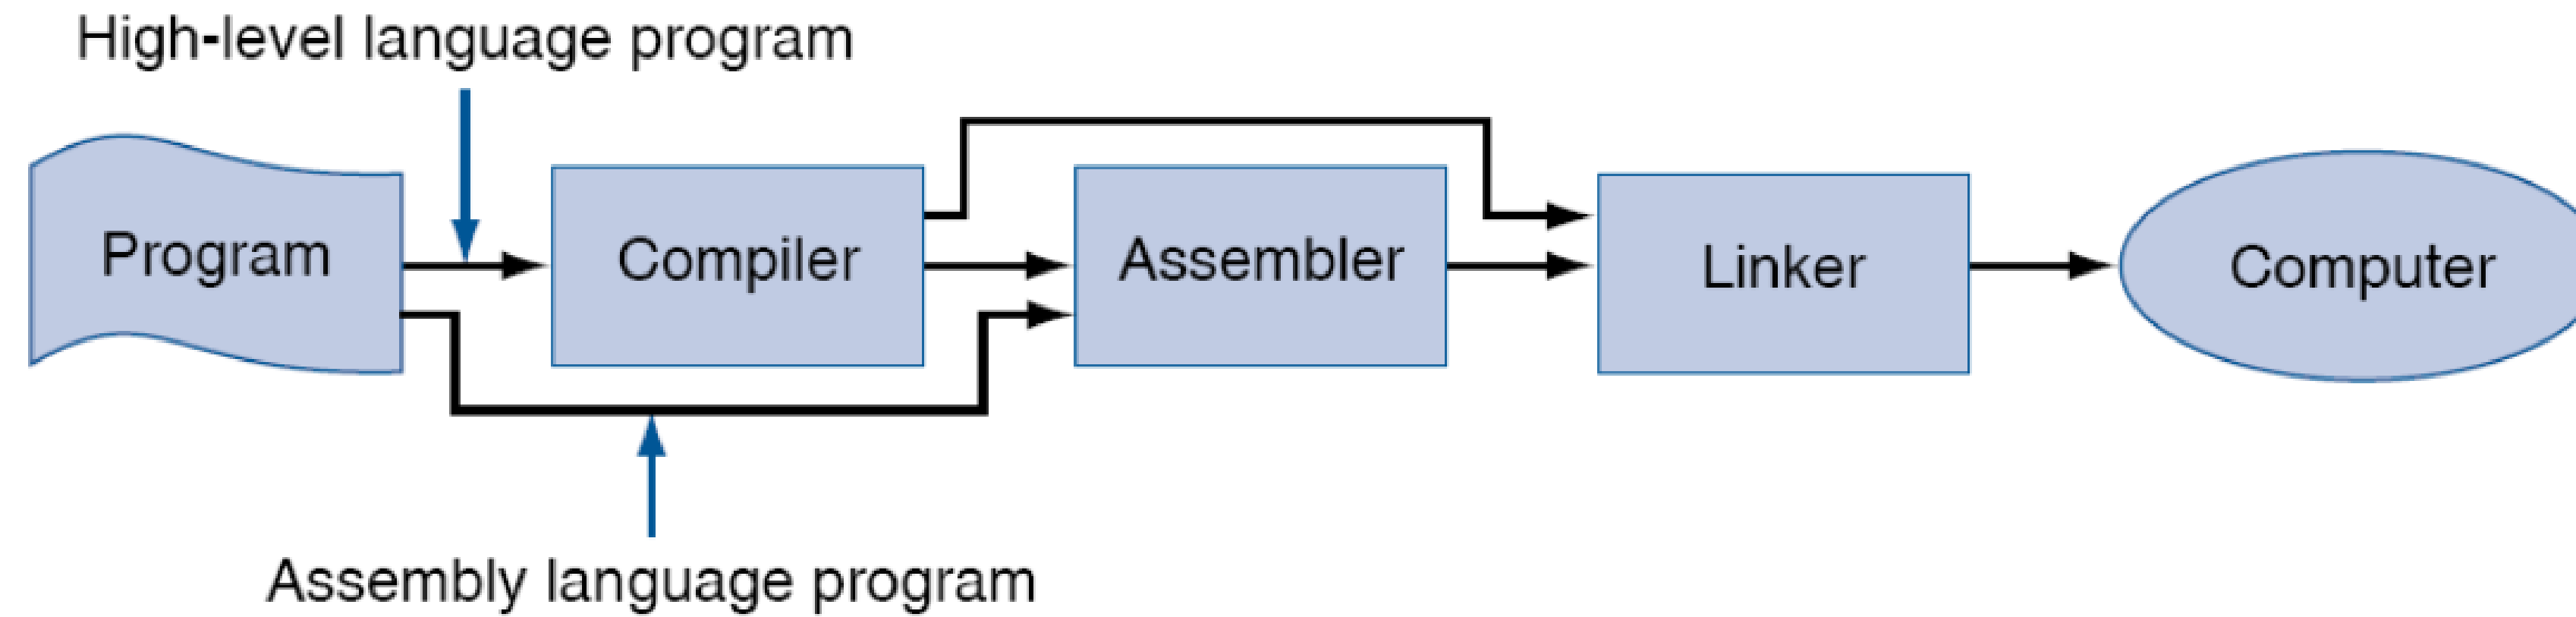 High-level language program
Program
Compiler
Assembler
Linker
Computer
Assembly language program